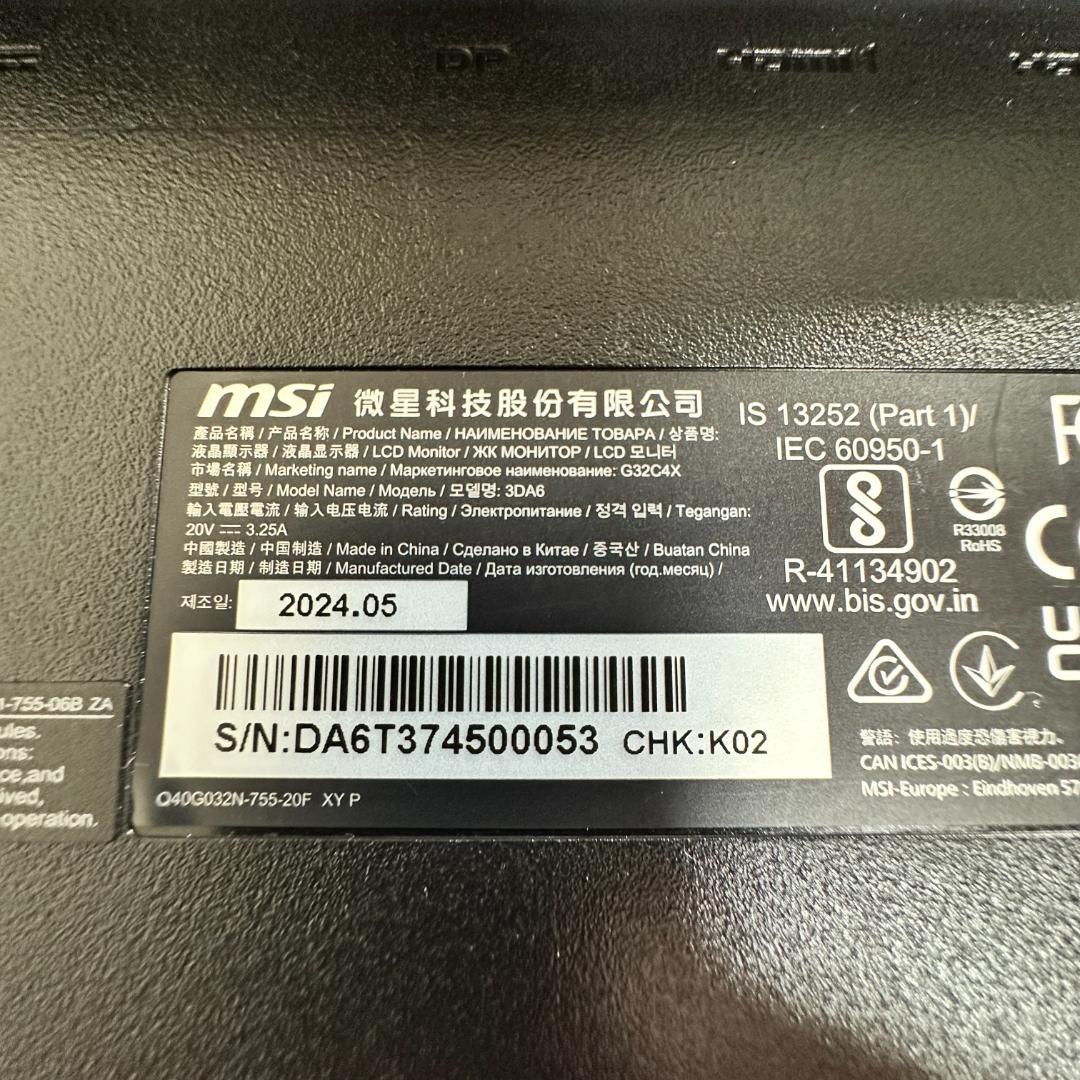 DP
msi 微星科技股份有限公司
產品名稱 / 产品名称 / Product Name / НАИМЕНОВАНИЕ ТОВАРА / 상품명:
液晶顯示器 / 液晶显示器 / LCD Monitor / ЖК МОНИТОР / LCD 모니터
市場名稱 / Marketing name / Маркетинговое наименование: G32C4X
型號 / 型号 / Model Name / Модель / 모델명: 3DA6
輸入電壓電流 / 输入电压电流 / Rating / Электропитание / 정격 입력 / Tegangan:
20V ⎓ 3.25A
中國製造 / 中国制造 / Made in China / Сделано в Китае / 중국산 / Buatan China
製造日期 / 制造日期 / Manufactured Date / Дата изготовления (год.месяц) /
제조일: 2024.05
S/N:DA6T374500053 CHK:K02
Q40G032N-755-20F XY P
IS 13252 (Part 1)/
IEC 60950-1
R33008
RoHS
R-41134902
www.bis.gov.in
警語: 使用過度恐傷害視力.
CAN ICES-003(B)/NMB-003
MSI-Europe : Eindhoven 57
-755-06B ZA
ules.
ons:
ce,and
ived,
operation.